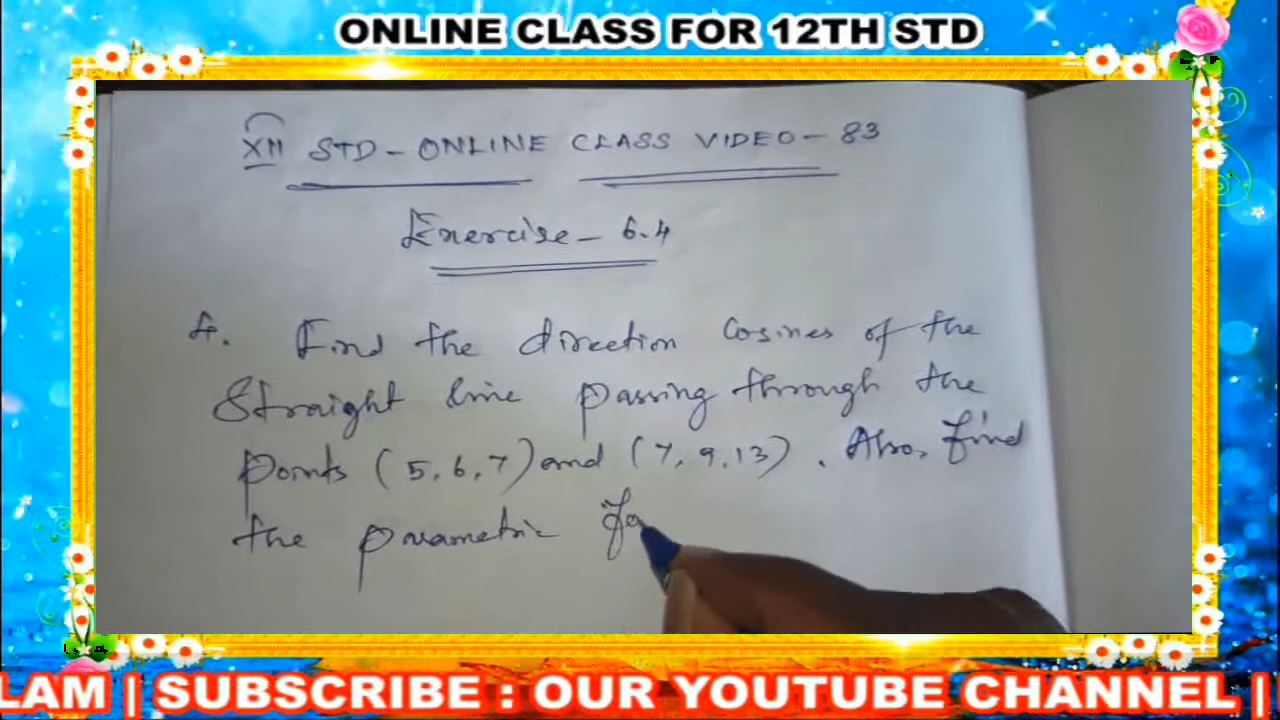 ONLINE CLASS FOR 12TH STD
XII STD - ONLINE CLASS VIDEO - 83
Exercise - 6.4
4. Find the direction cosines of the
straight line passing through the
points (5, 6, 7) and (7, 9, 13). Also, find
the parametric fo
LAM | SUBSCRIBE : OUR YOUTUBE CHANNEL |